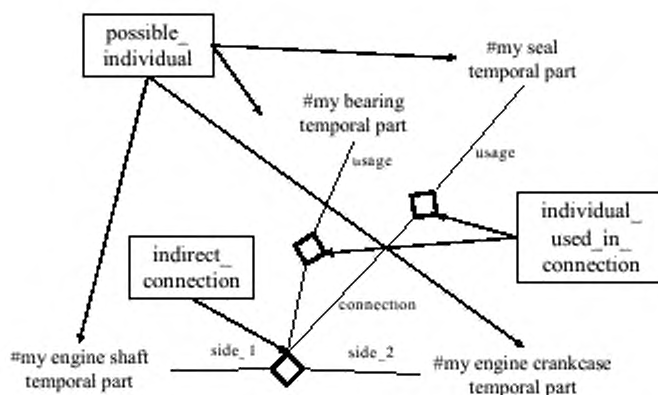 possible_
individual
#my seal
temporal part
#my bearing
temporal part
usage
usage
individual_
used_in_
connection
indirect_
connection
connection
#my engine shaft
temporal part
side_1
side_2
#my engine crankcase
temporal part